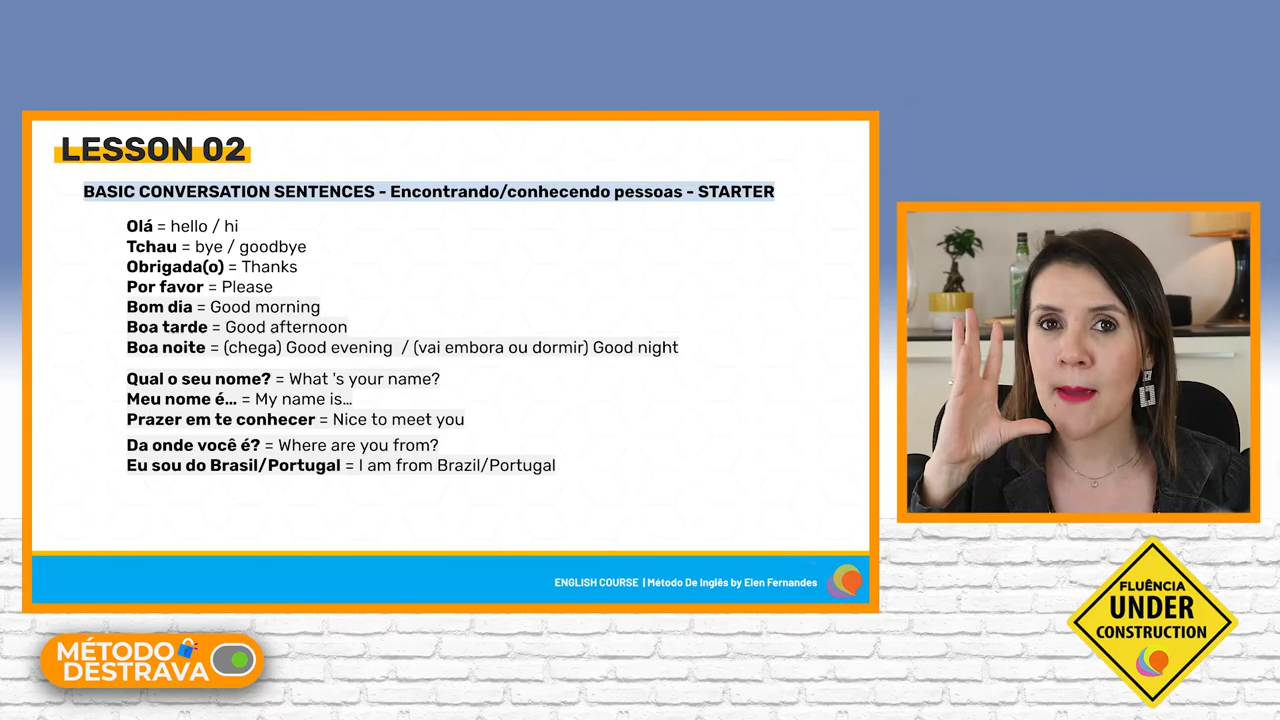 LESSON 02
BASIC CONVERSATION SENTENCES - Encontrando/conhecendo pessoas - STARTER
Olá = hello / hi
Tchau = bye / goodbye
Obrigada(o) = Thanks
Por favor = Please
Bom dia = Good morning
Boa tarde = Good afternoon
Boa noite = (chega) Good evening / (vai embora ou dormir) Good night
Qual o seu nome? = What 's your name?
Meu nome é... = My name is...
Prazer em te conhecer = Nice to meet you
Da onde você é? = Where are you from?
Eu sou do Brasil/Portugal = I am from Brazil/Portugal
ENGLISH COURSE | Método De Inglês by Elen Fernandes
MÉTODO
DESTRAVA
FLUÊNCIA
UNDER
CONSTRUCTION